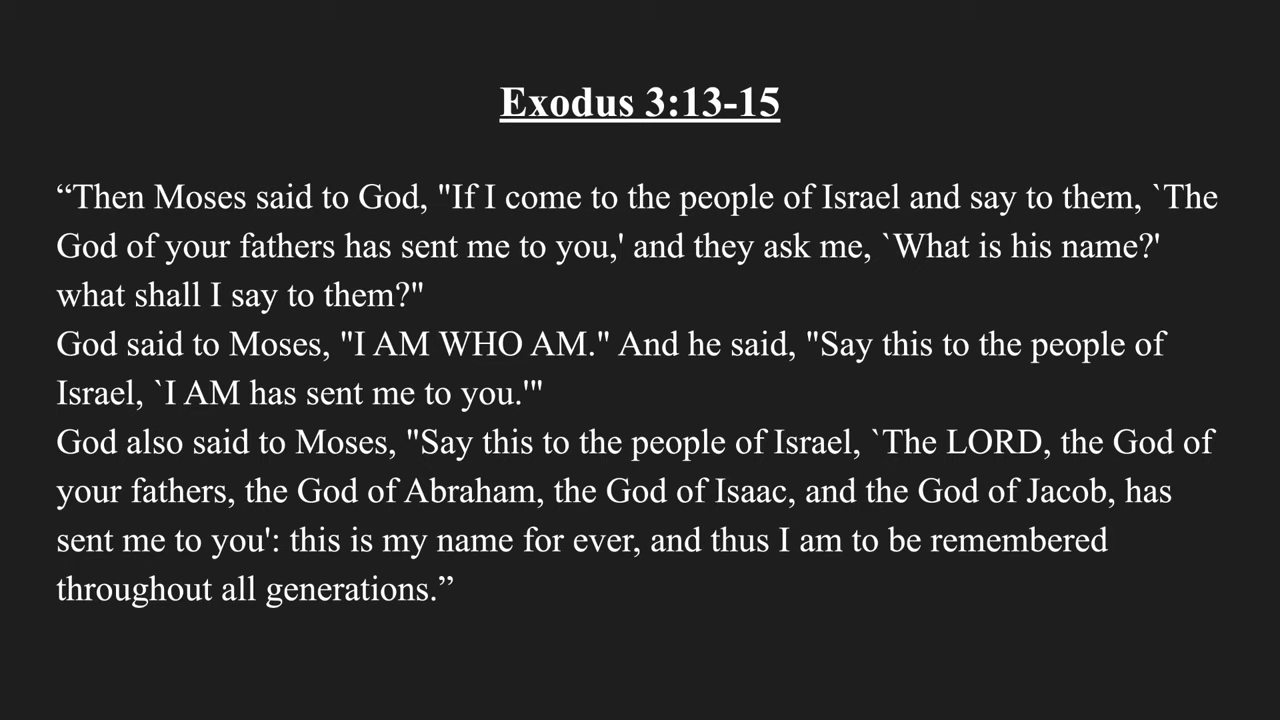 Exodus 3:13-15
“Then Moses said to God, "If I come to the people of Israel and say to them, `The
God of your fathers has sent me to you,' and they ask me, `What is his name?'
what shall I say to them?"
God said to Moses, "I AM WHO AM." And he said, "Say this to the people of
Israel, `I AM has sent me to you.'"
God also said to Moses, "Say this to the people of Israel, `The LORD, the God of
your fathers, the God of Abraham, the God of Isaac, and the God of Jacob, has
sent me to you': this is my name for ever, and thus I am to be remembered
throughout all generations.”